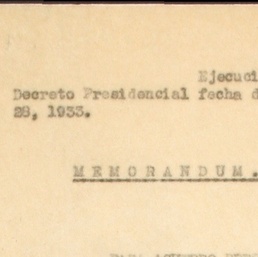 Ejecuci
Decreto Presidencial fecha d
28, 1933.
MEMORANDUM.